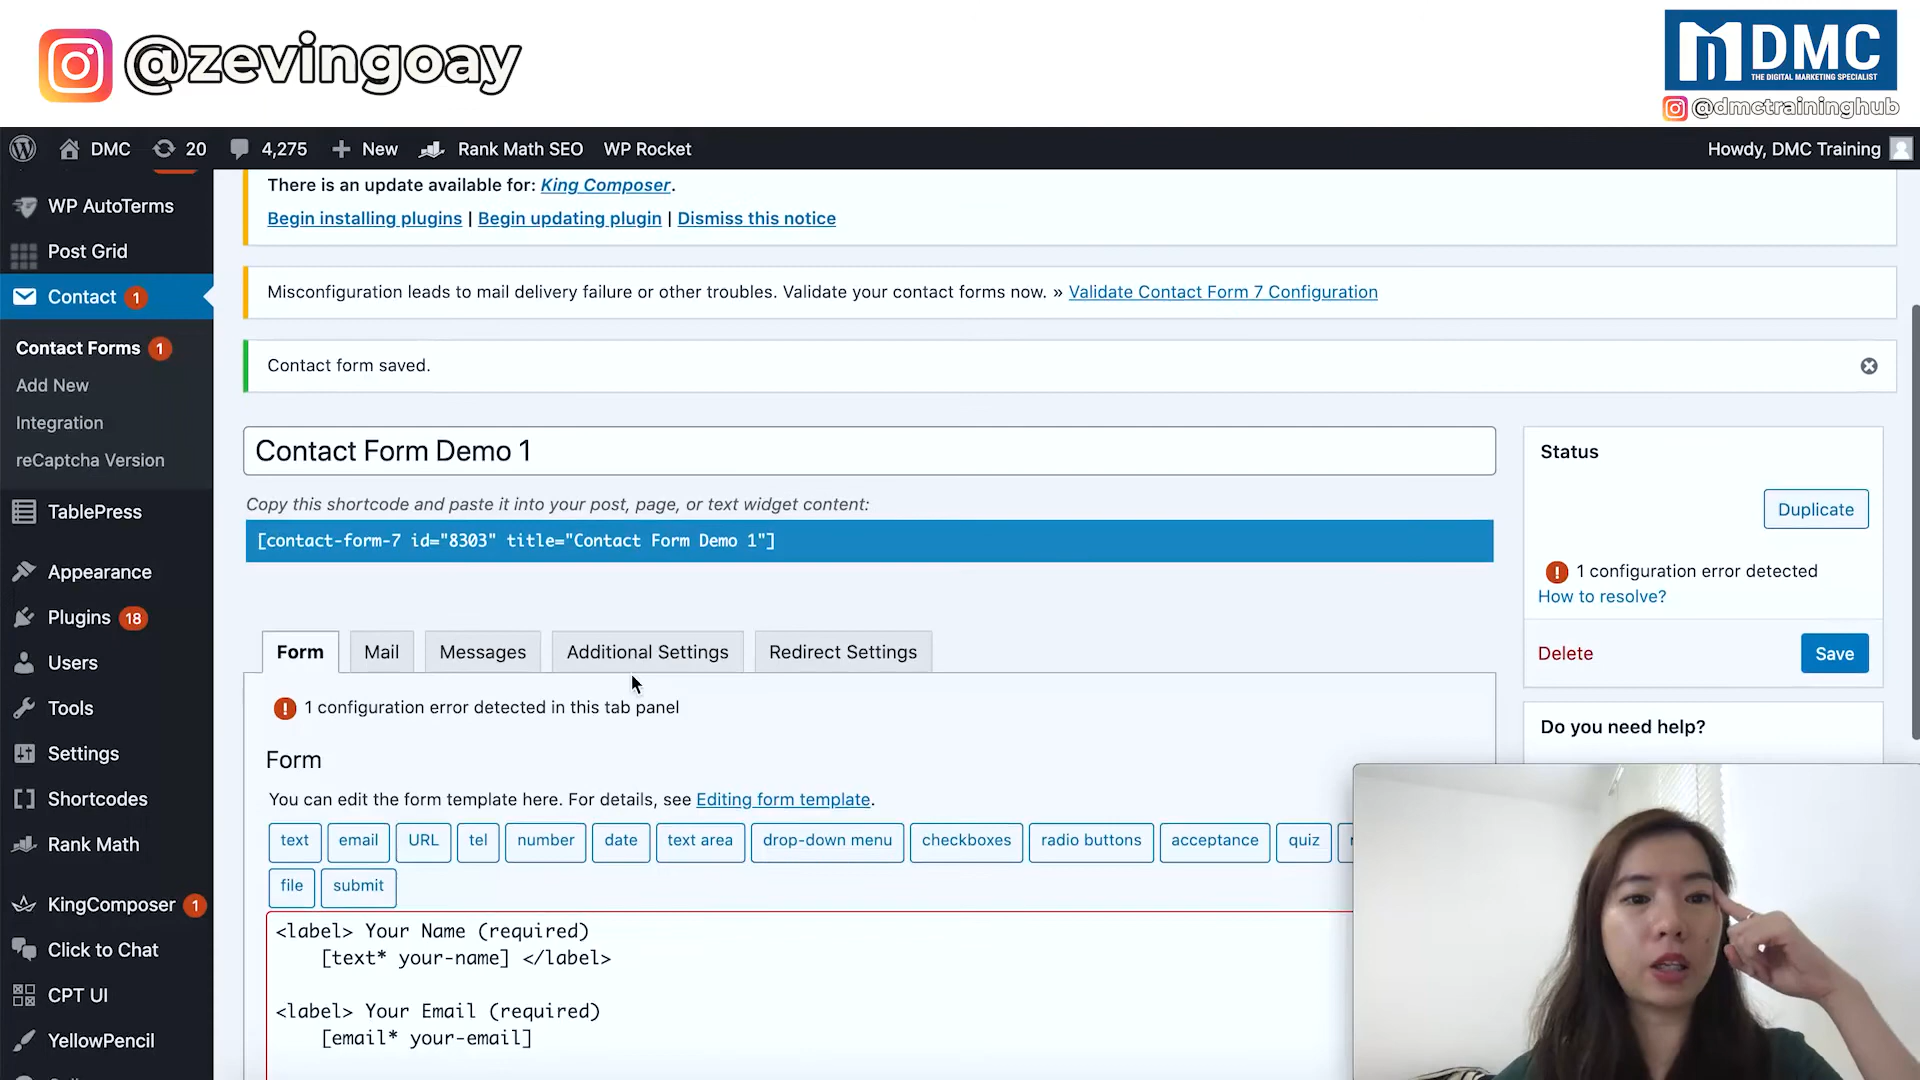 @zevingoay
DMC
THE DIGITAL MARKETING SPECIALIST
@dmctraininghub
DMC 20 4,275 New Rank Math SEO WP Rocket Howdy, DMC Training
WP AutoTerms
Post Grid
Contact 1
Contact Forms 1
Add New
Integration
reCaptcha Version
TablePress
Appearance
Plugins 18
Users
Tools
Settings
Shortcodes
Rank Math
KingComposer 1
Click to Chat
CPT UI
YellowPencil
There is an update available for: King Composer.
Begin installing plugins | Begin updating plugin | Dismiss this notice
Misconfiguration leads to mail delivery failure or other troubles. Validate your contact forms now. » Validate Contact Form 7 Configuration
Contact form saved.
Contact Form Demo 1
Copy this shortcode and paste it into your post, page, or text widget content:
[contact-form-7 id="8303" title="Contact Form Demo 1"]
Form Mail Messages Additional Settings Redirect Settings
1 configuration error detected in this tab panel
Form
You can edit the form template here. For details, see Editing form template.
text email URL tel number date text area drop-down menu checkboxes radio buttons acceptance quiz
file submit
<label> Your Name (required)
[text* your-name] </label>
<label> Your Email (required)
[email* your-email]
Status
Duplicate
1 configuration error detected
How to resolve?
Delete Save
Do you need help?